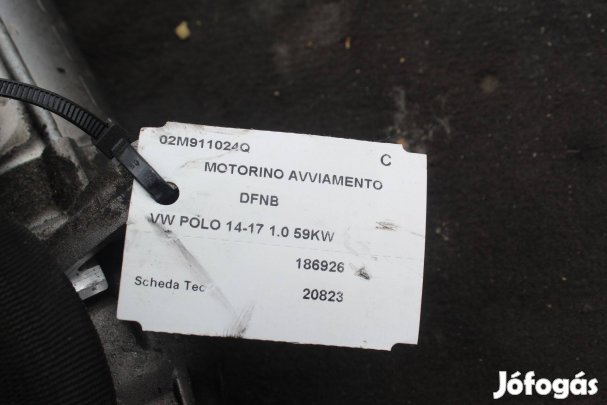 02M911024Q
C
MOTORINO AVVIAMENTO
DFNB
VW POLO 14-17 1.0 59KW
186926
Scheda Tec
20823
Jófogás